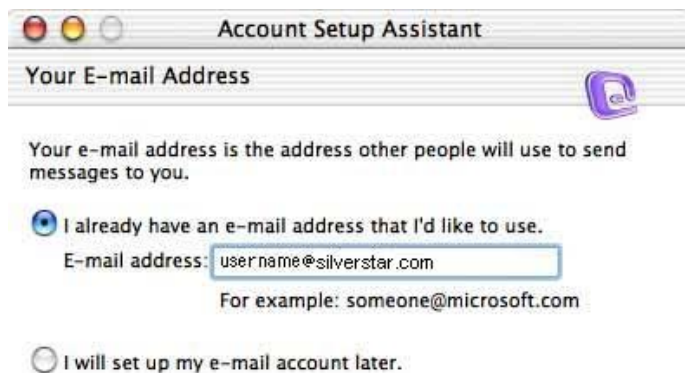 Account Setup Assistant
Your E-mail Address
Your e-mail address is the address other people will use to send
messages to you.
I already have an e-mail address that I'd like to use.
E-mail address: username@silverstar.com
For example: someone@microsoft.com
I will set up my e-mail account later.